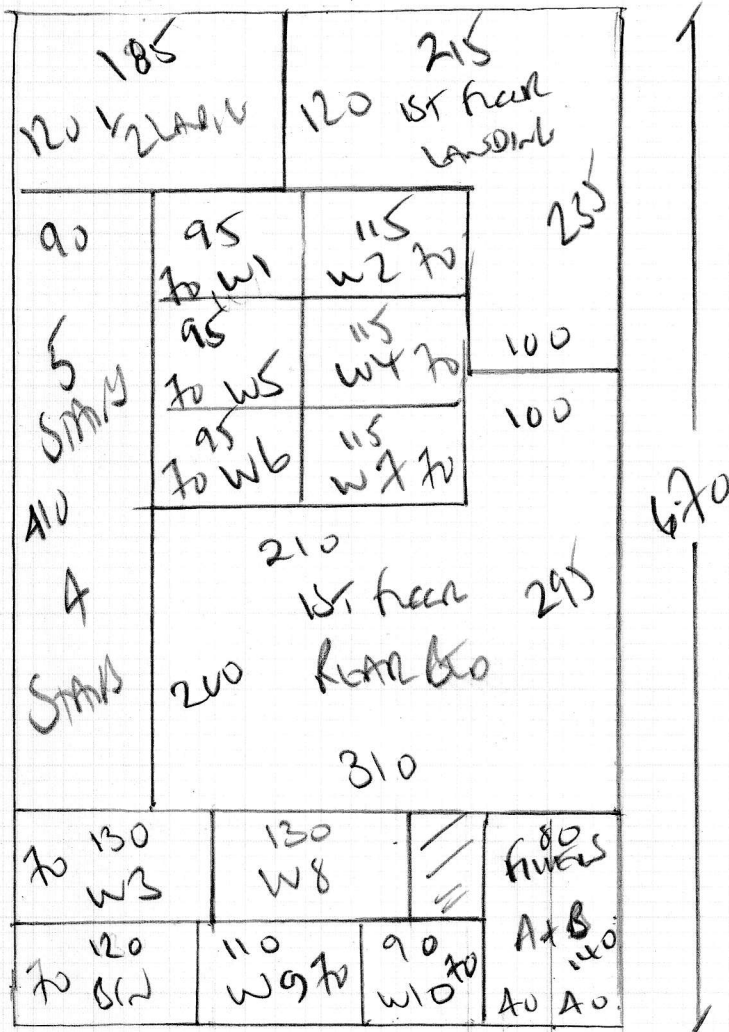 185
120 1/2 LANDING
215
120 1ST FLOOR
LANDING
235
100
90
5
STAIRS
410
4
STAIRS
95
70 W1
115
W2 70
95
70 W5
115
W4 70
95
70 W6
115
W7 70
100
210
1ST FLOOR
REAR BED
295
200
310
670
70 130
W3
130
W8
80
FILLERS
A + B
140
40 40
70 120
BIN
110
W9 70
90
W10 70